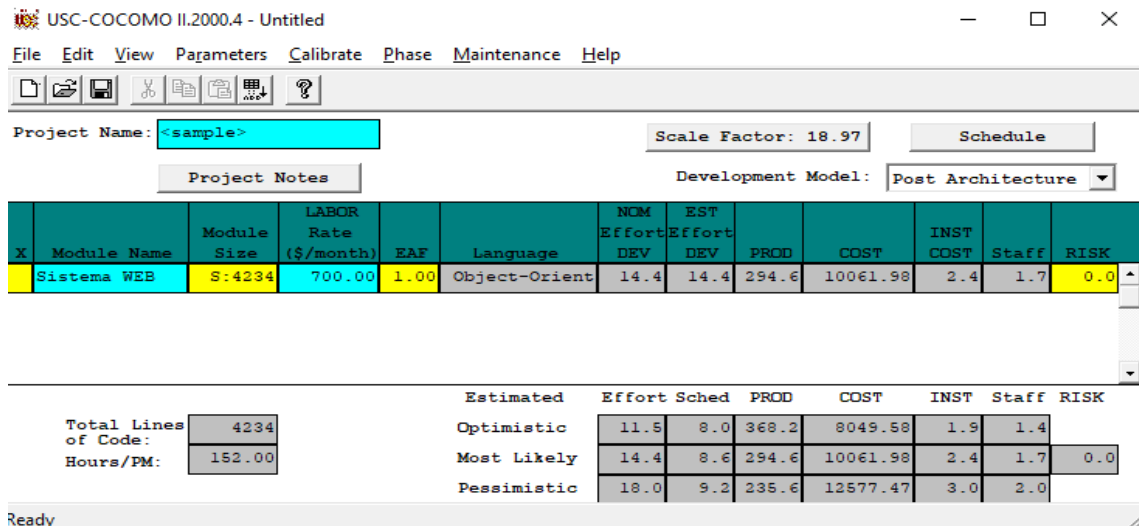 USC-COCOMO II.2000.4 - Untitled
File Edit View Parameters Calibrate Phase Maintenance Help
Project Name: <sample> Scale Factor: 18.97 Schedule
Project Notes Development Model: Post Architecture
X Module Name Module Size LABOR Rate ($/month) EAF Language NOM Effort DEV EST Effort DEV PROD COST INST COST Staff RISK
Sistema WEB S:4234 700.00 1.00 Object-Orient 14.4 14.4 294.6 10061.98 2.4 1.7 0.0
Estimated Effort Sched PROD COST INST Staff RISK
Total Lines of Code: 4234 Optimistic 11.5 8.0 368.2 8049.58 1.9 1.4
Hours/PM: 152.00 Most Likely 14.4 8.6 294.6 10061.98 2.4 1.7 0.0
Pessimistic 18.0 9.2 235.6 12577.47 3.0 2.0
Ready